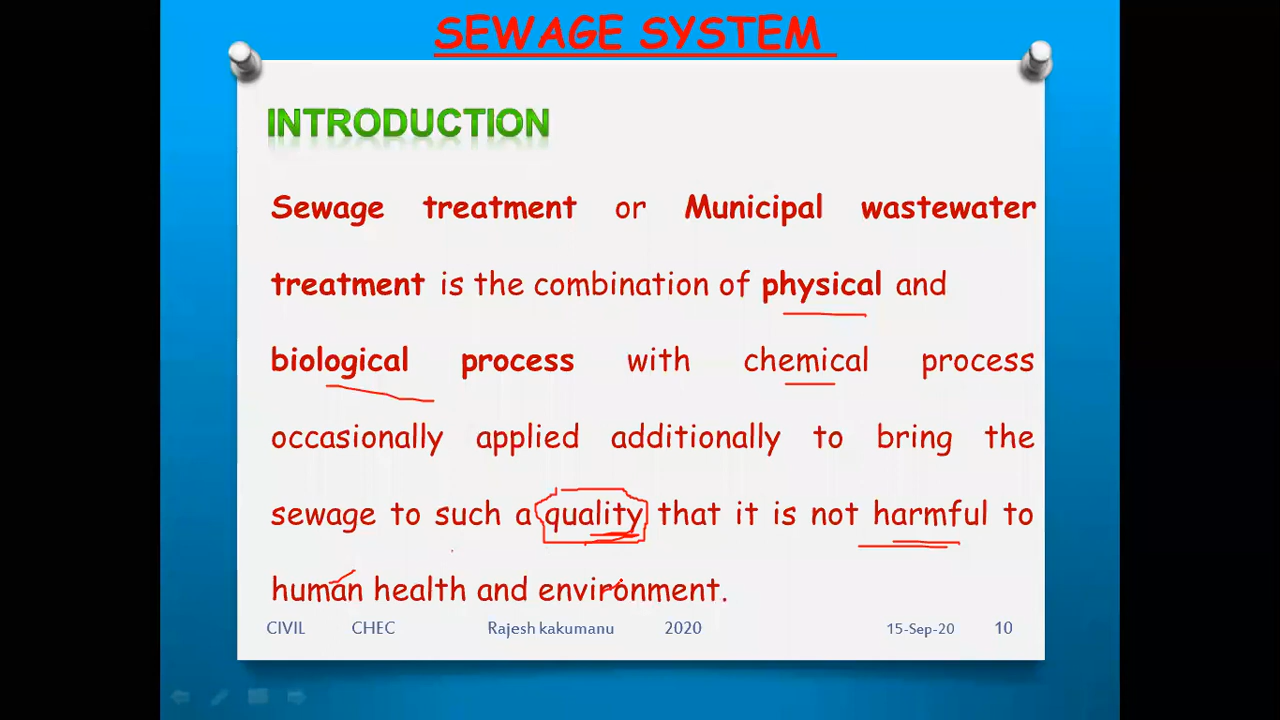 SEWAGE SYSTEM
INTRODUCTION
Sewage treatment or Municipal wastewater
treatment is the combination of physical and
biological process with chemical process
occasionally applied additionally to bring the
sewage to such a quality that it is not harmful to
human health and environment.
CIVIL CHEC Rajesh kakumanu 2020 15-Sep-20 10